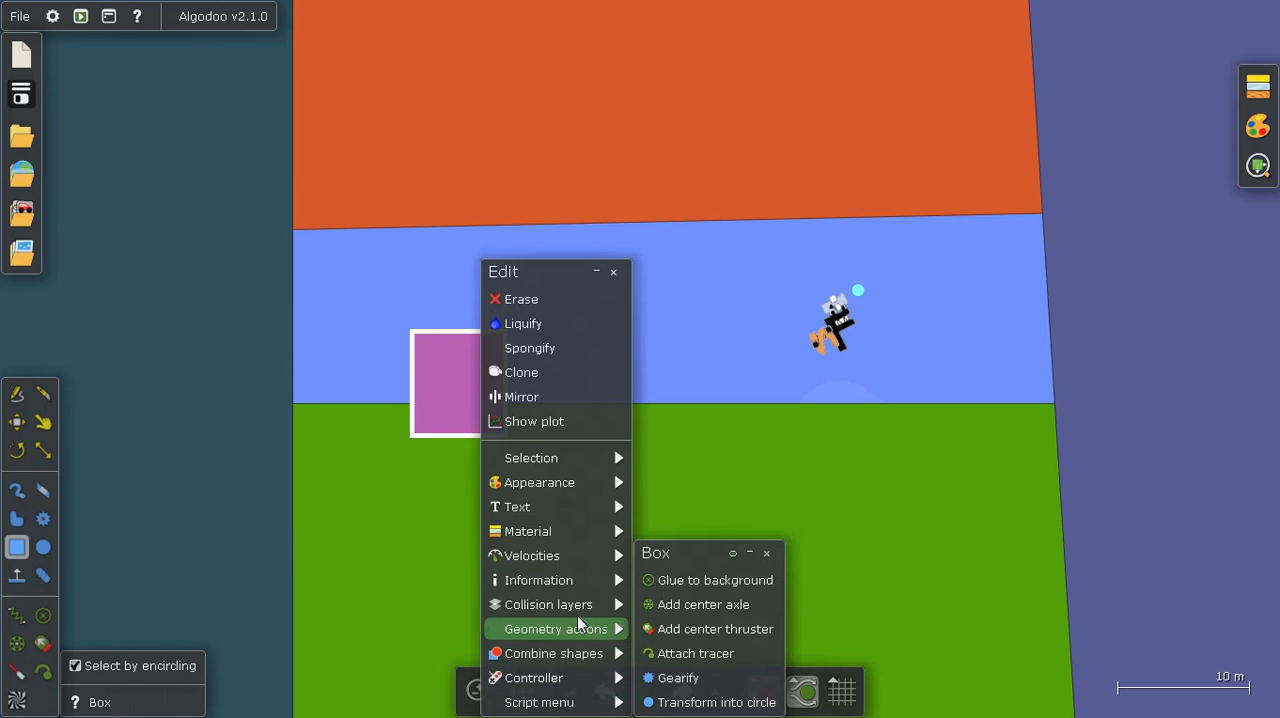 File
?
Algodoo v2.1.0
Edit
Erase
Liquify
Spongify
Clone
Mirror
Show plot
Selection
Appearance
Text
Material
Velocities
Information
Collision layers
Geometry actions
Combine shapes
Controller
Script menu
Box
Glue to background
Add center axle
Add center thruster
Attach tracer
Gearify
Transform into circle
Select by encircling
? Box
10 m